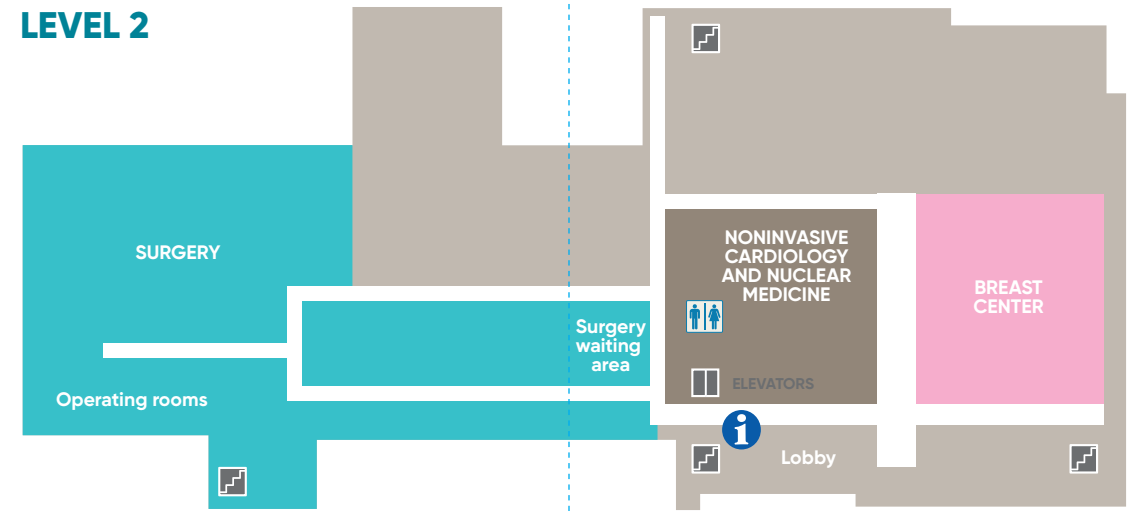 LEVEL 2
SURGERY
NONINVASIVE
CARDIOLOGY
AND NUCLEAR
MEDICINE
BREAST
CENTER
Surgery
waiting
area
ELEVATORS
Operating rooms
i
Lobby